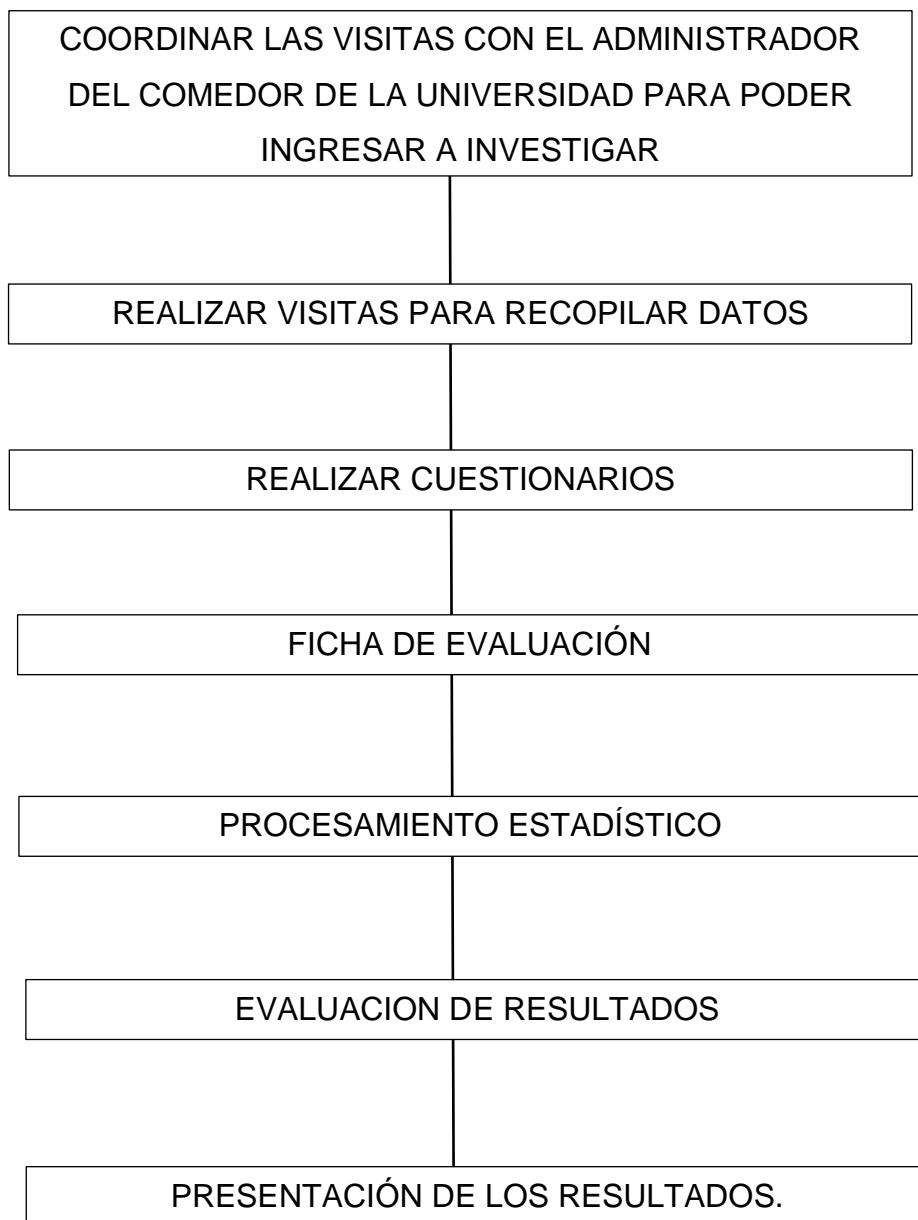 COORDINAR LAS VISITAS CON EL ADMINISTRADOR
DEL COMEDOR DE LA UNIVERSIDAD PARA PODER
INGRESAR A INVESTIGAR
REALIZAR VISITAS PARA RECOPILAR DATOS
REALIZAR CUESTIONARIOS
FICHA DE EVALUACIÓN
PROCESAMIENTO ESTADÍSTICO
EVALUACION DE RESULTADOS
PRESENTACIÓN DE LOS RESULTADOS.